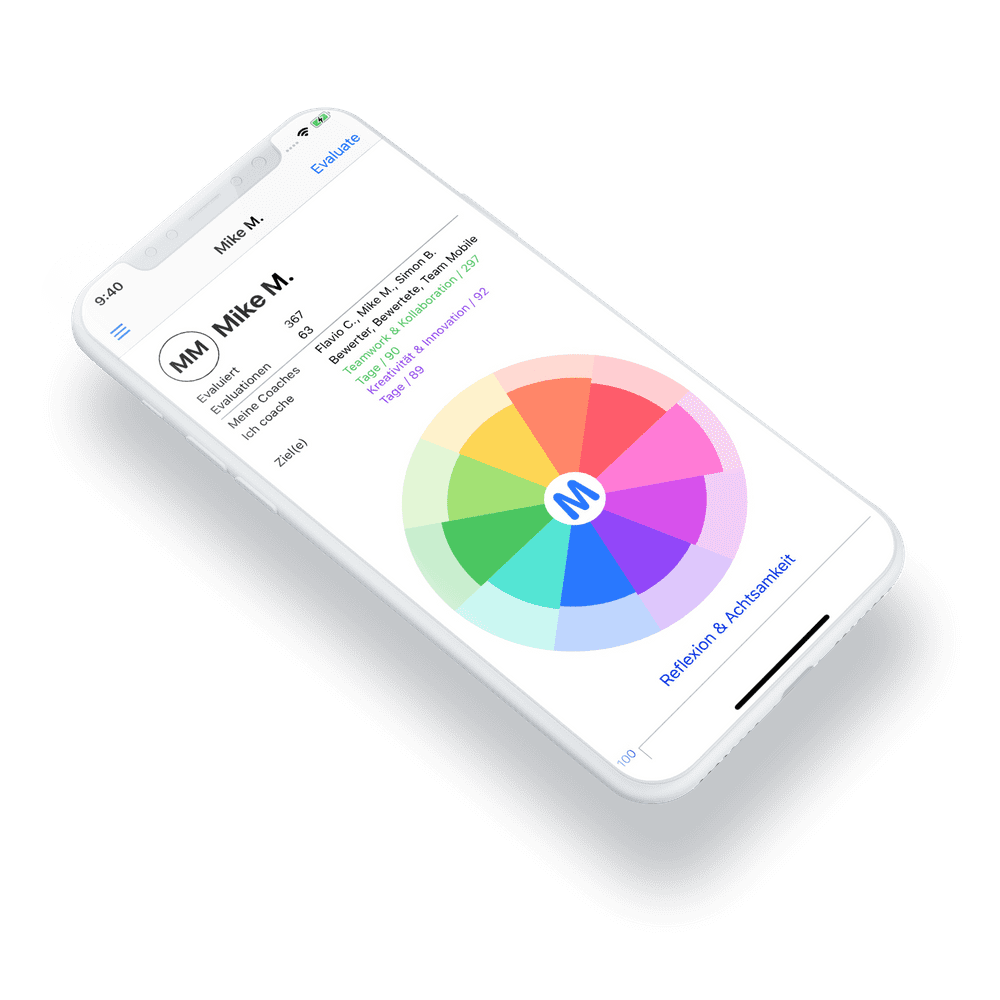 9:40
Mike M.
Evaluate
MM
Mike M.
Evaluiert 367
Evaluationen 63
Meine Coaches Flavio C., Mike M., Simon B.
Ich coache Bewerter, Bewertete, Team Mobile
Ziel(e) Teamwork & Kollaboration / 297
Tage / 90
Kreativität & Innovation / 92
Tage / 89
M
Reflexion & Achtsamkeit
100